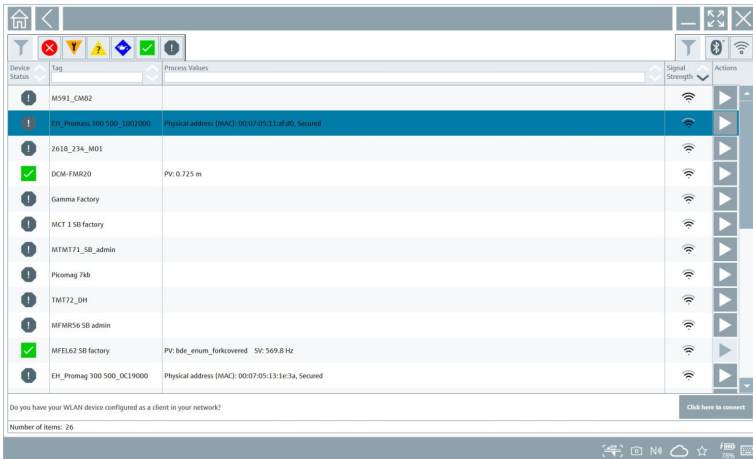 Device Status
Tag
Process Values
Signal Strength
Actions
M591_CM82
EH_Promass 300 500_1002000 Physical address (MAC): 00:07:05:11:af:d0, Secured
2618_234_M01
DCM-FMR20 PV: 0.725 m
Gamma Factory
MCT 1 SB factory
MTMT71_SB_admin
Picomag 7kb
TMT72_DH
MFMR56 SB admin
MFEL62 SB factory PV: bde_enum_forkcovered SV: 569.8 Hz
EH_Promag 300 500_0C19000 Physical address (MAC): 00:07:05:13:1e:3a, Secured
Do you have your WLAN device configured as a client in your network?
Click here to connect
Number of items: 26
78%